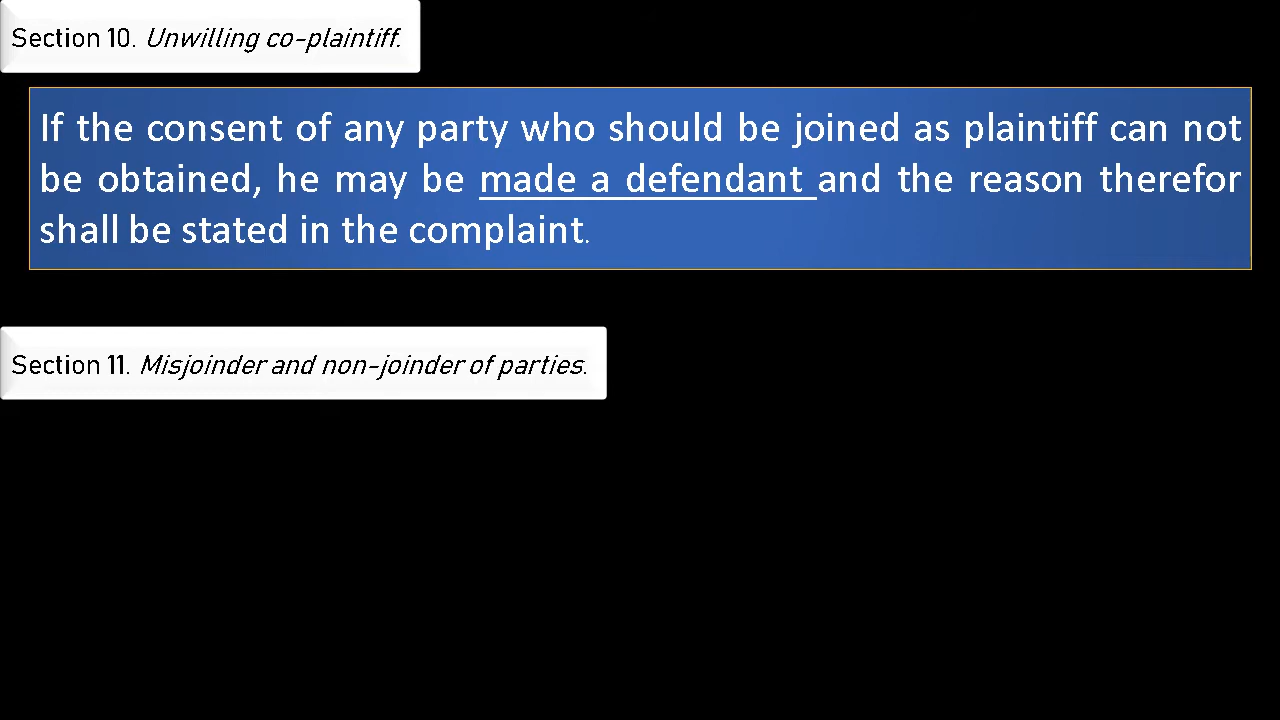 Section 10. Unwilling co-plaintiff.
If the consent of any party who should be joined as plaintiff can not
be obtained, he may be made a defendant and the reason therefor
shall be stated in the complaint.
Section 11. Misjoinder and non-joinder of parties.